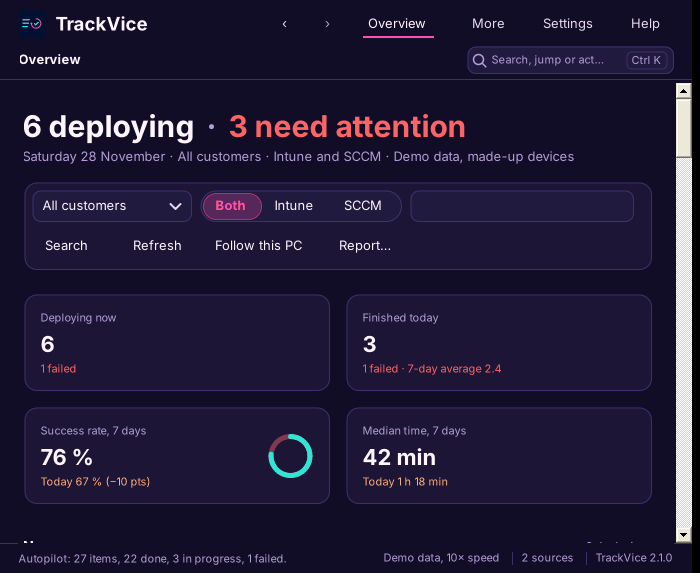 TrackVice
‹ › Overview More Settings Help
Overview
Search, jump or act... Ctrl K
6 deploying · 3 need attention
Saturday 28 November · All customers · Intune and SCCM · Demo data, made-up devices
All customers Both Intune SCCM
Search Refresh Follow this PC Report...
Deploying now
6
1 failed
Finished today
3
1 failed · 7-day average 2.4
Success rate, 7 days
76 %
Today 67 % (−10 pts)
Median time, 7 days
42 min
Today 1 h 18 min
Autopilot: 27 items, 22 done, 3 in progress, 1 failed.
Demo data, 10× speed 2 sources TrackVice 2.1.0